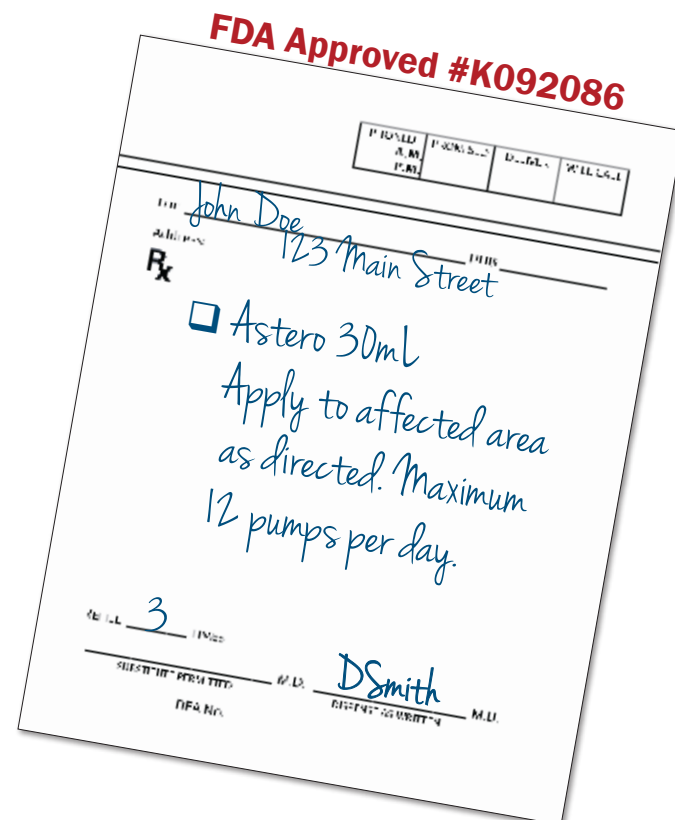 FDA Approved #K092086
John Doe
123 Main Street
Rx
Astero 30mL
Apply to affected area
as directed. Maximum
12 pumps per day.
3
M.D.
DSmith
M.D.
DEA No.